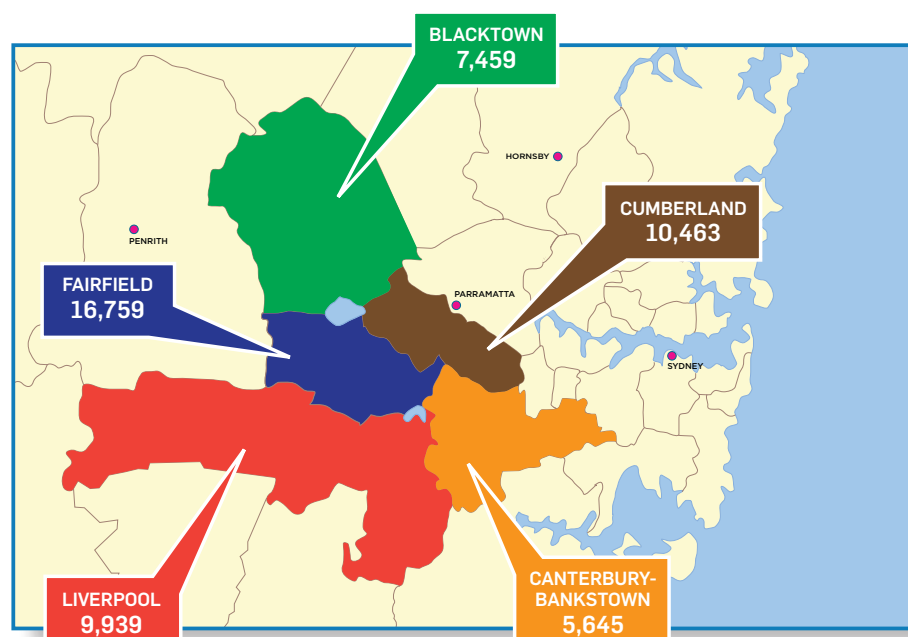 BLACKTOWN
7,459
HORNSBY
CUMBERLAND
10,463
PENRITH
FAIRFIELD
16,759
PARRAMATTA
SYDNEY
LIVERPOOL
9,939
CANTERBURY-
BANKSTOWN
5,645